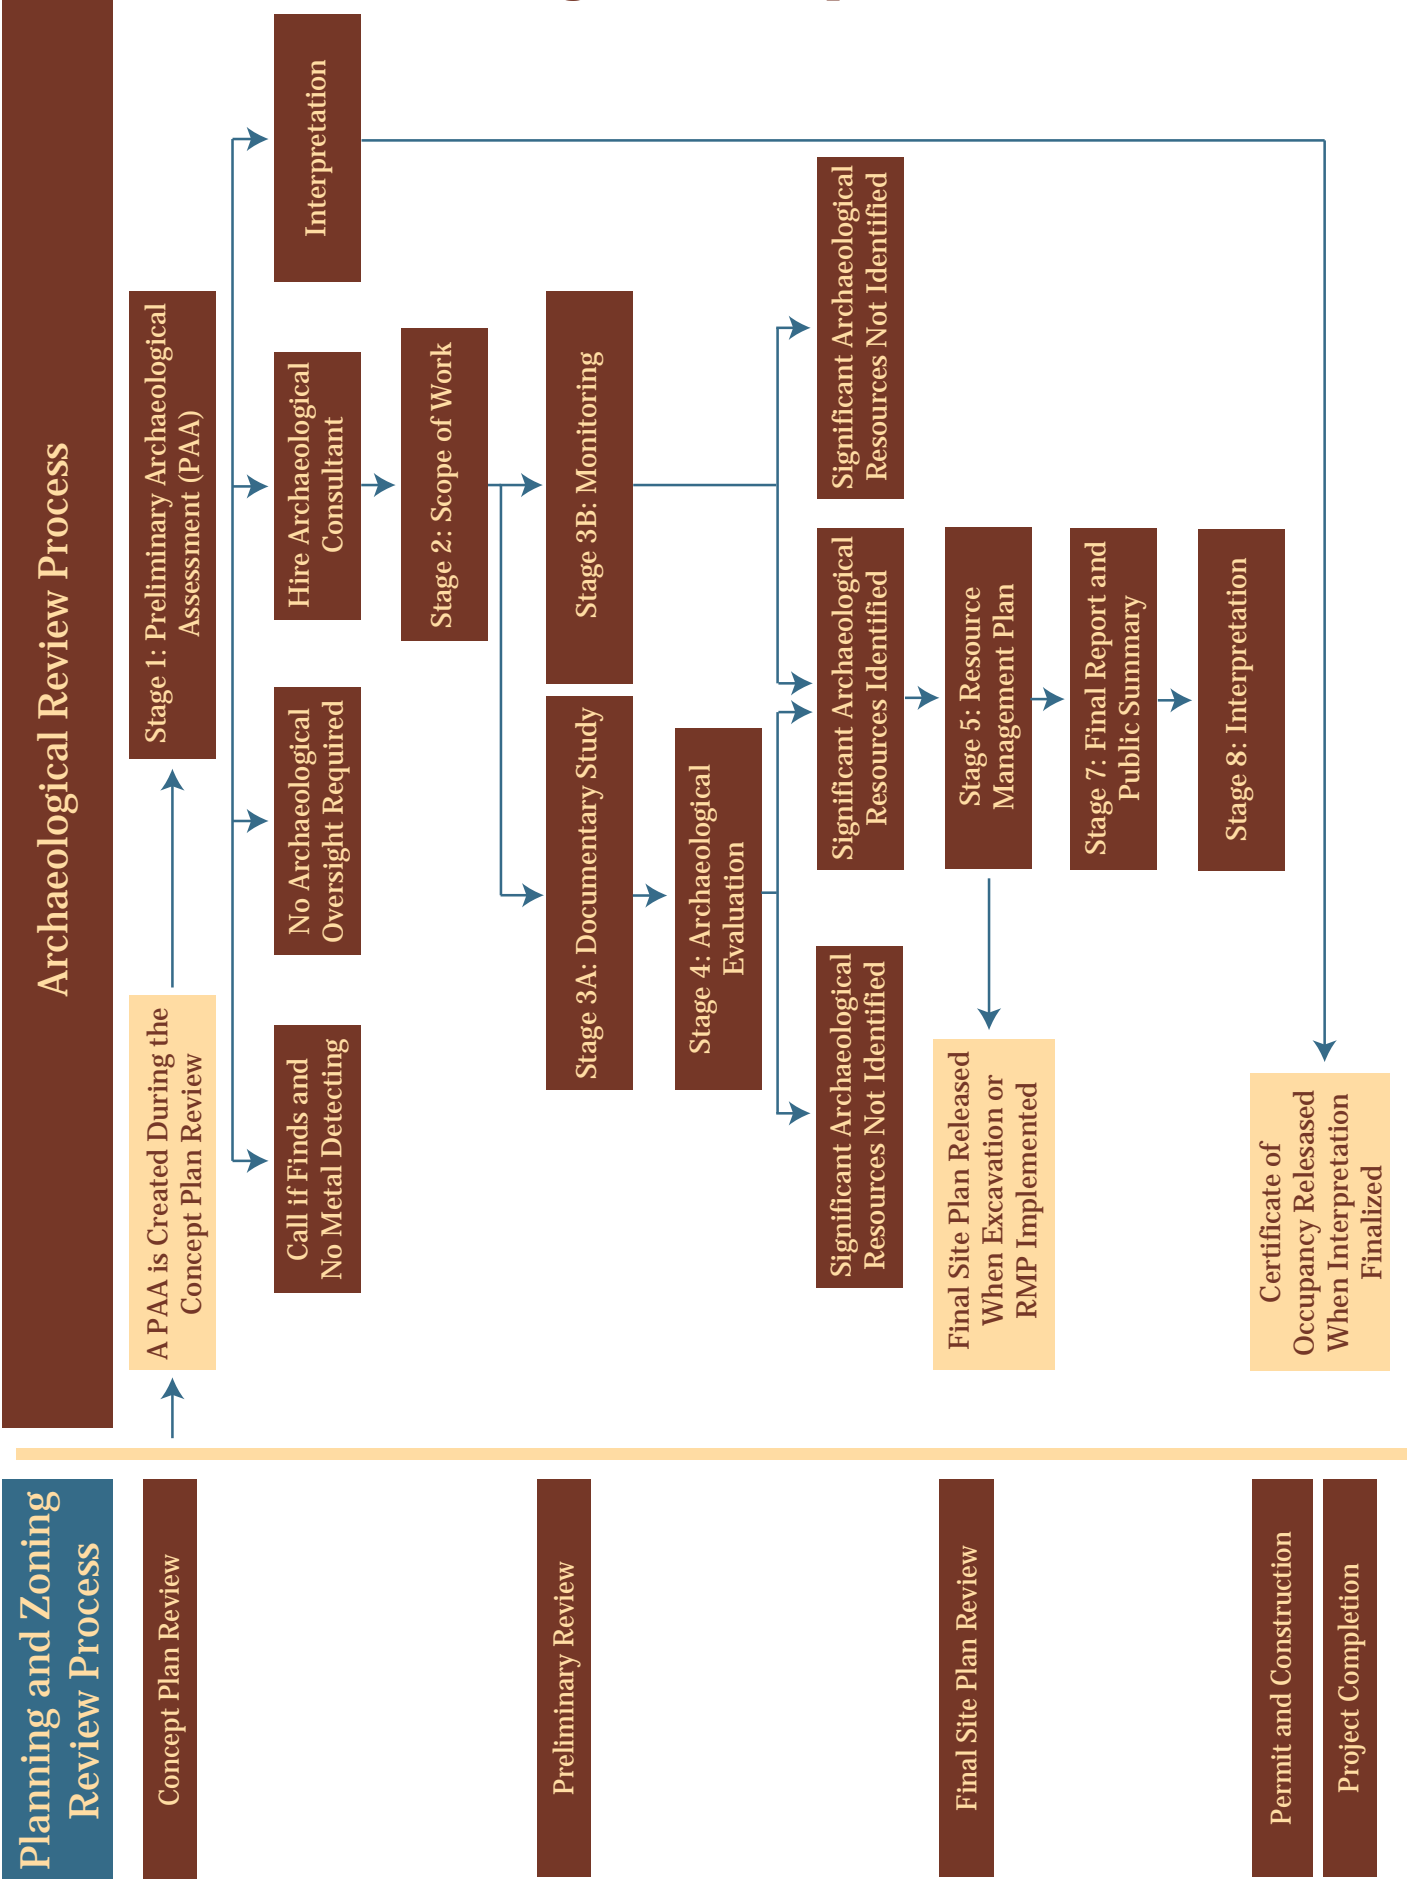 Planning and Zoning
Review Process
Archaeological Review Process
Concept Plan Review
A PAA is Created During the
Concept Plan Review
Stage 1: Preliminary Archaeological
Assessment (PAA)
Call if Finds and
No Metal Detecting
No Archaeological
Oversight Required
Hire Archaeological
Consultant
Interpretation
Stage 2: Scope of Work
Preliminary Review
Stage 3A: Documentary Study
Stage 3B: Monitoring
Stage 4: Archaeological
Evaluation
Significant Archaeological
Resources Not Identified
Significant Archaeological
Resources Identified
Significant Archaeological
Resources Not Identified
Final Site Plan Review
Final Site Plan Released
When Excavation or
RMP Implemented
Stage 5: Resource
Management Plan
Stage 7: Final Report and
Public Summary
Stage 8: Interpretation
Permit and Construction
Project Completion
Certificate of
Occupancy Relesased
When Interpretation
Finalized